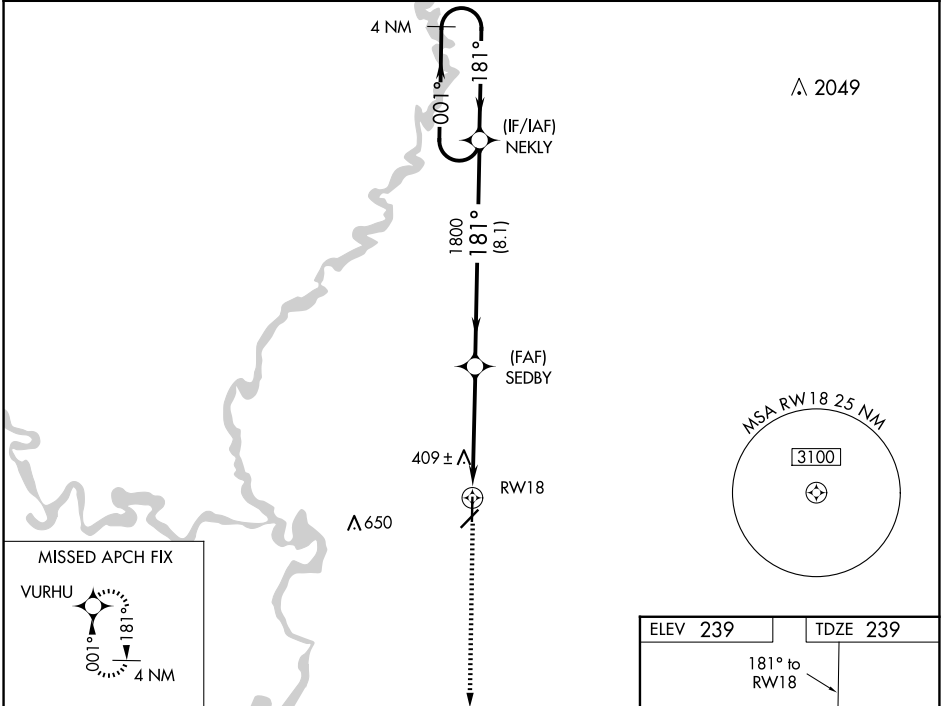 4 NM
001°
181°
2049
(IF/IAF)
NEKLY
1800
181°
(8.1)
(FAF)
SEDBY
MSA RW18 25 NM
3100
409 ±
RW18
650
MISSED APCH FIX
VURHU
001°
181°
4 NM
ELEV 239
TDZE 239
181° to
RW18